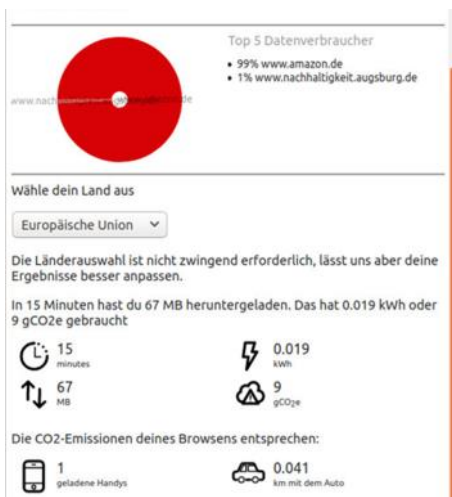 Top 5 Datenverbraucher
• 99% www.amazon.de
• 1% www.nachhaltigkeit.augsburg.de
Wähle dein Land aus
Europäische Union
Die Länderauswahl ist nicht zwingend erforderlich, lässt uns aber deine
Ergebnisse besser anpassen.
In 15 Minuten hast du 67 MB heruntergeladen. Das hat 0.019 kWh oder
9 gCO2e gebraucht
15
minutes
0.019
kWh
67
MB
9
gCO2e
Die CO2-Emissionen deines Browsens entsprechen:
1
geladene Handys
0.041
km mit dem Auto